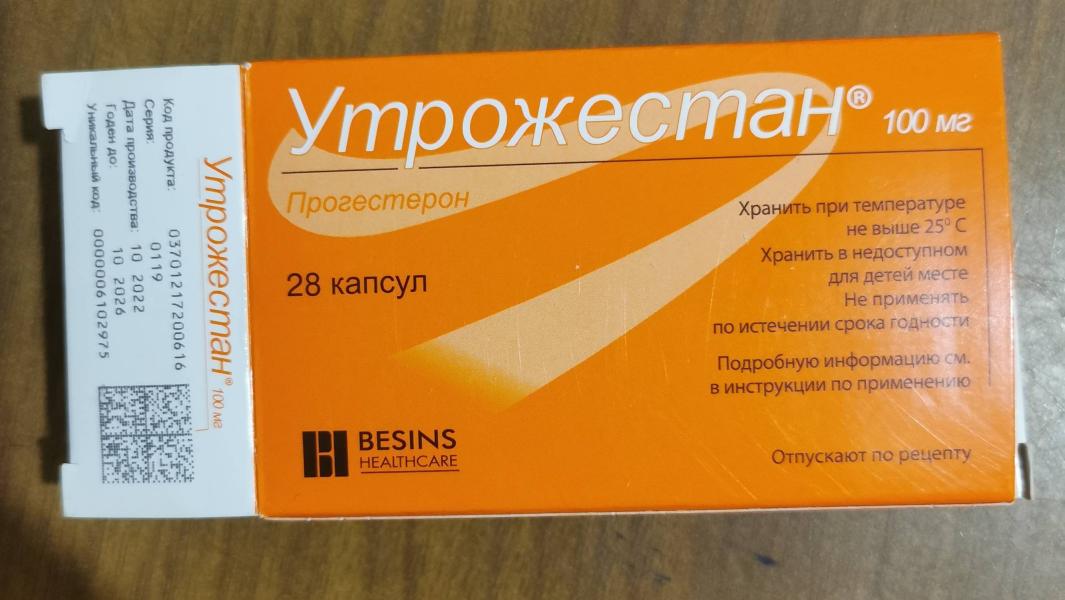 Утрожестан® 100 мг
Прогестерон
28 капсул
Хранить при температуре
не выше 25⁰ С
Хранить в недоступном
для детей месте
Не применять
по истечении срока годности
Подробную информацию см.
в инструкции по применению
Отпускают по рецепту
BESINS
HEALTHCARE
Утрожестан® 100 мг
Код продукта: 03701217200616
Серия: 0119
Дата производства: 10 2022
Годен до: 10 2026
Уникальный код: 0000006102975